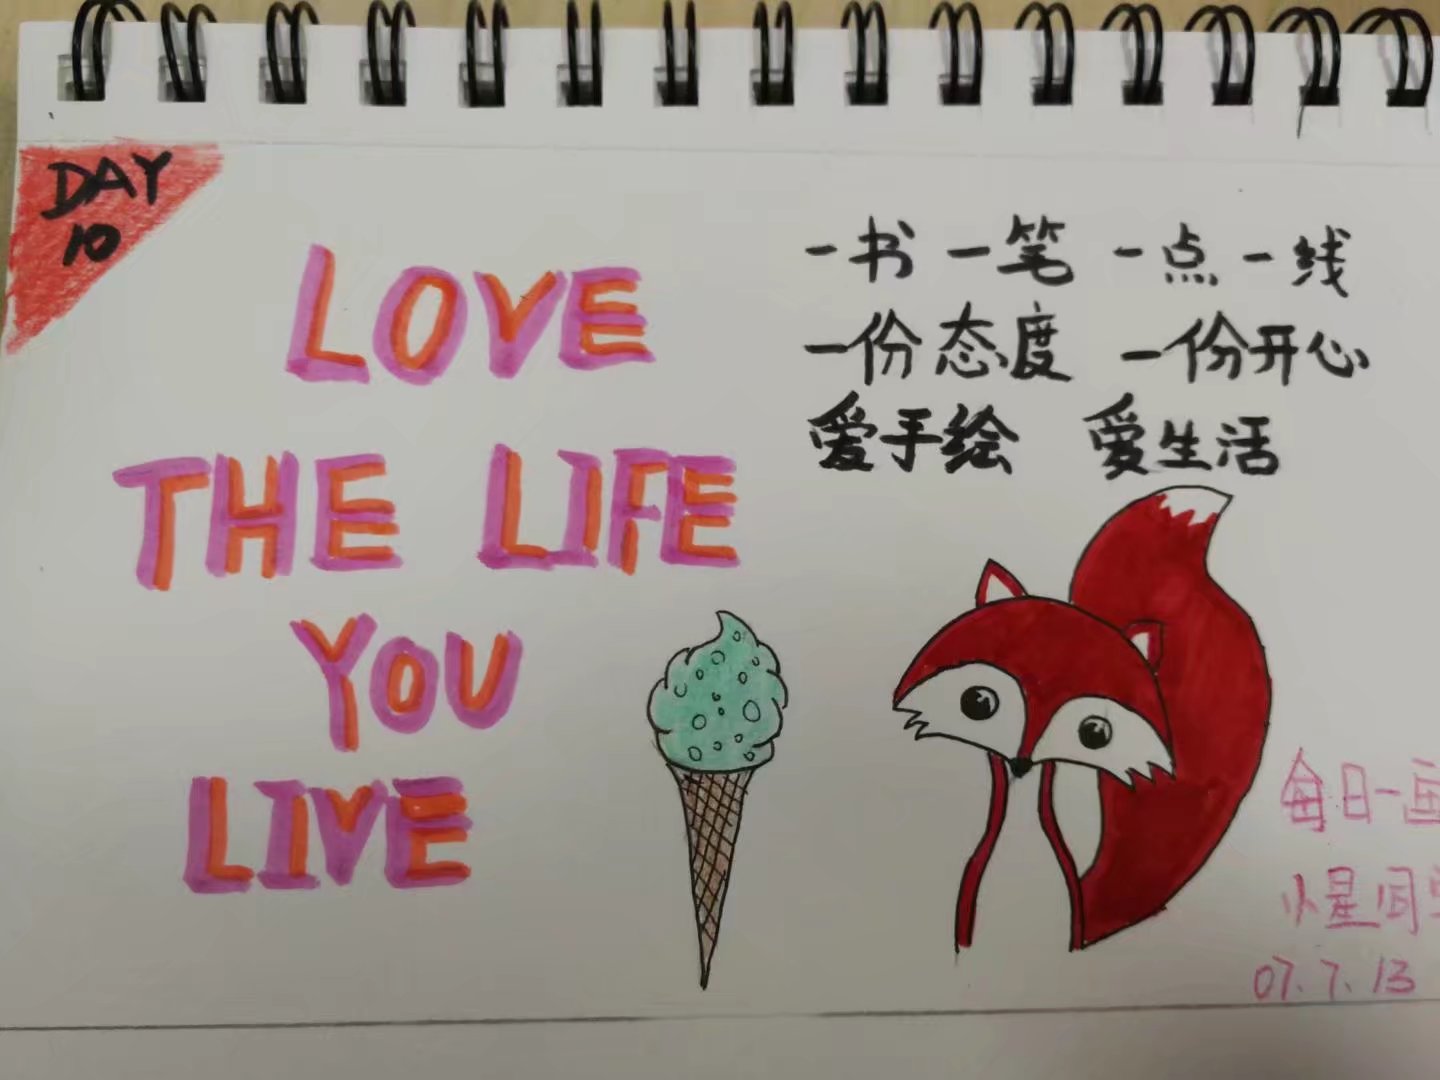 DAY
10
LOVE
THE LIFE
YOU
LIVE
一书 一笔 一点 一线
一份态度 一份开心
爱手绘 爱生活
每日一画
小星同学
07.7.13